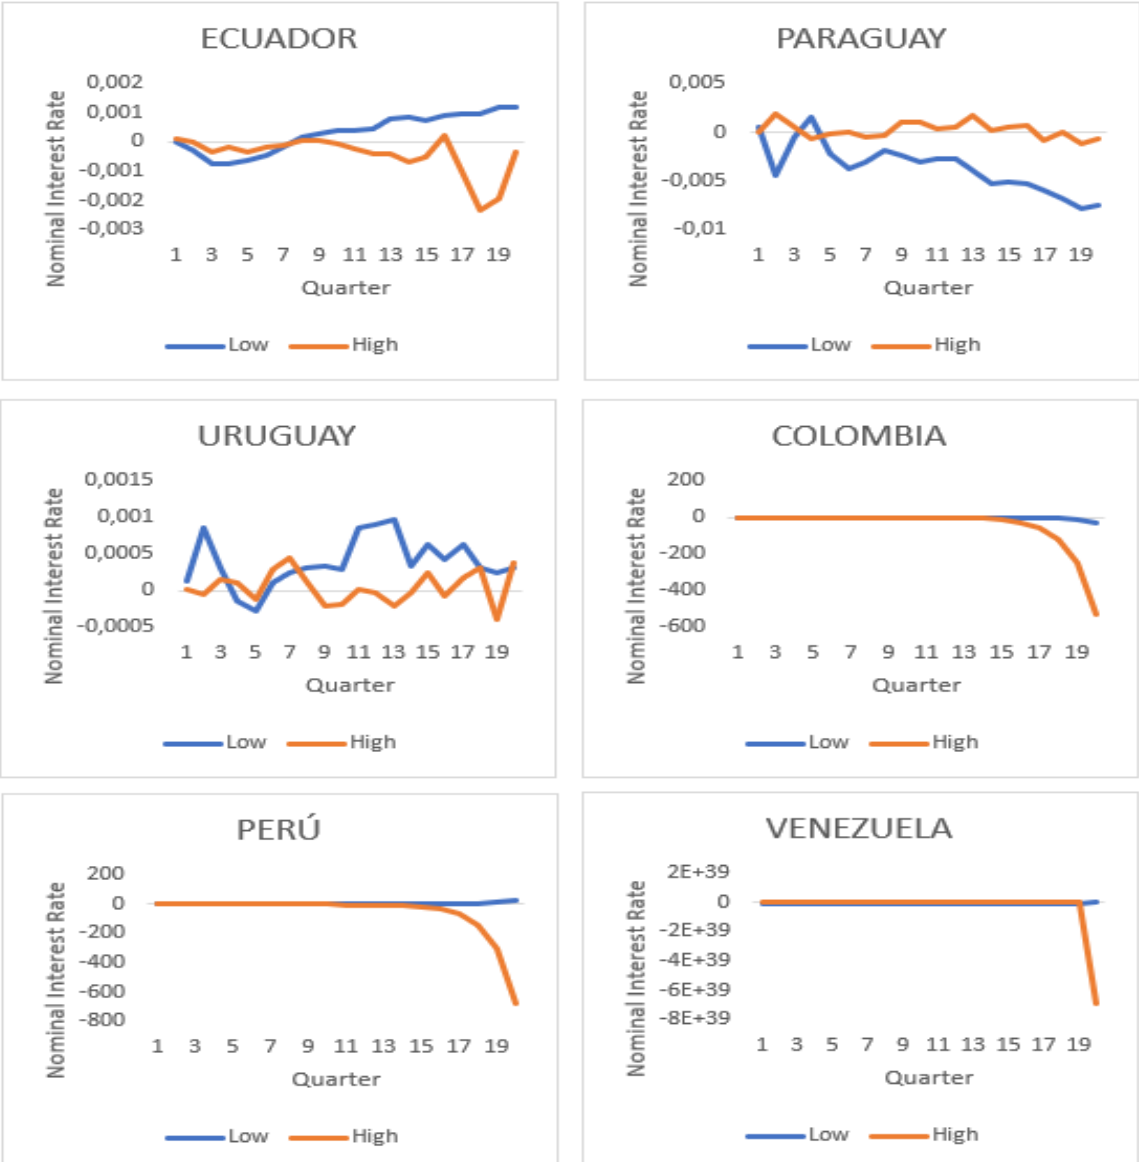 ECUADOR
Nominal Interest Rate
0,002
0,001
0
-0,001
-0,002
-0,003
1 3 5 7 9 11 13 15 17 19
Quarter
Low High
PARAGUAY
Nominal Interest Rate
0,005
0
-0,005
-0,01
1 3 5 7 9 11 13 15 17 19
Quarter
Low High
URUGUAY
Nominal Interest Rate
0,0015
0,001
0,0005
0
-0,0005
1 3 5 7 9 11 13 15 17 19
Quarter
Low High
COLOMBIA
Nominal Interest Rate
200
0
-200
-400
-600
1 3 5 7 9 11 13 15 17 19
Quarter
Low High
PERÚ
Nominal Interest Rate
200
0
-200
-400
-600
-800
1 3 5 7 9 11 13 15 17 19
Quarter
Low High
VENEZUELA
Nominal Interest Rate
2E+39
0
-2E+39
-4E+39
-6E+39
-8E+39
1 3 5 7 9 11 13 15 17 19
Quarter
Low High